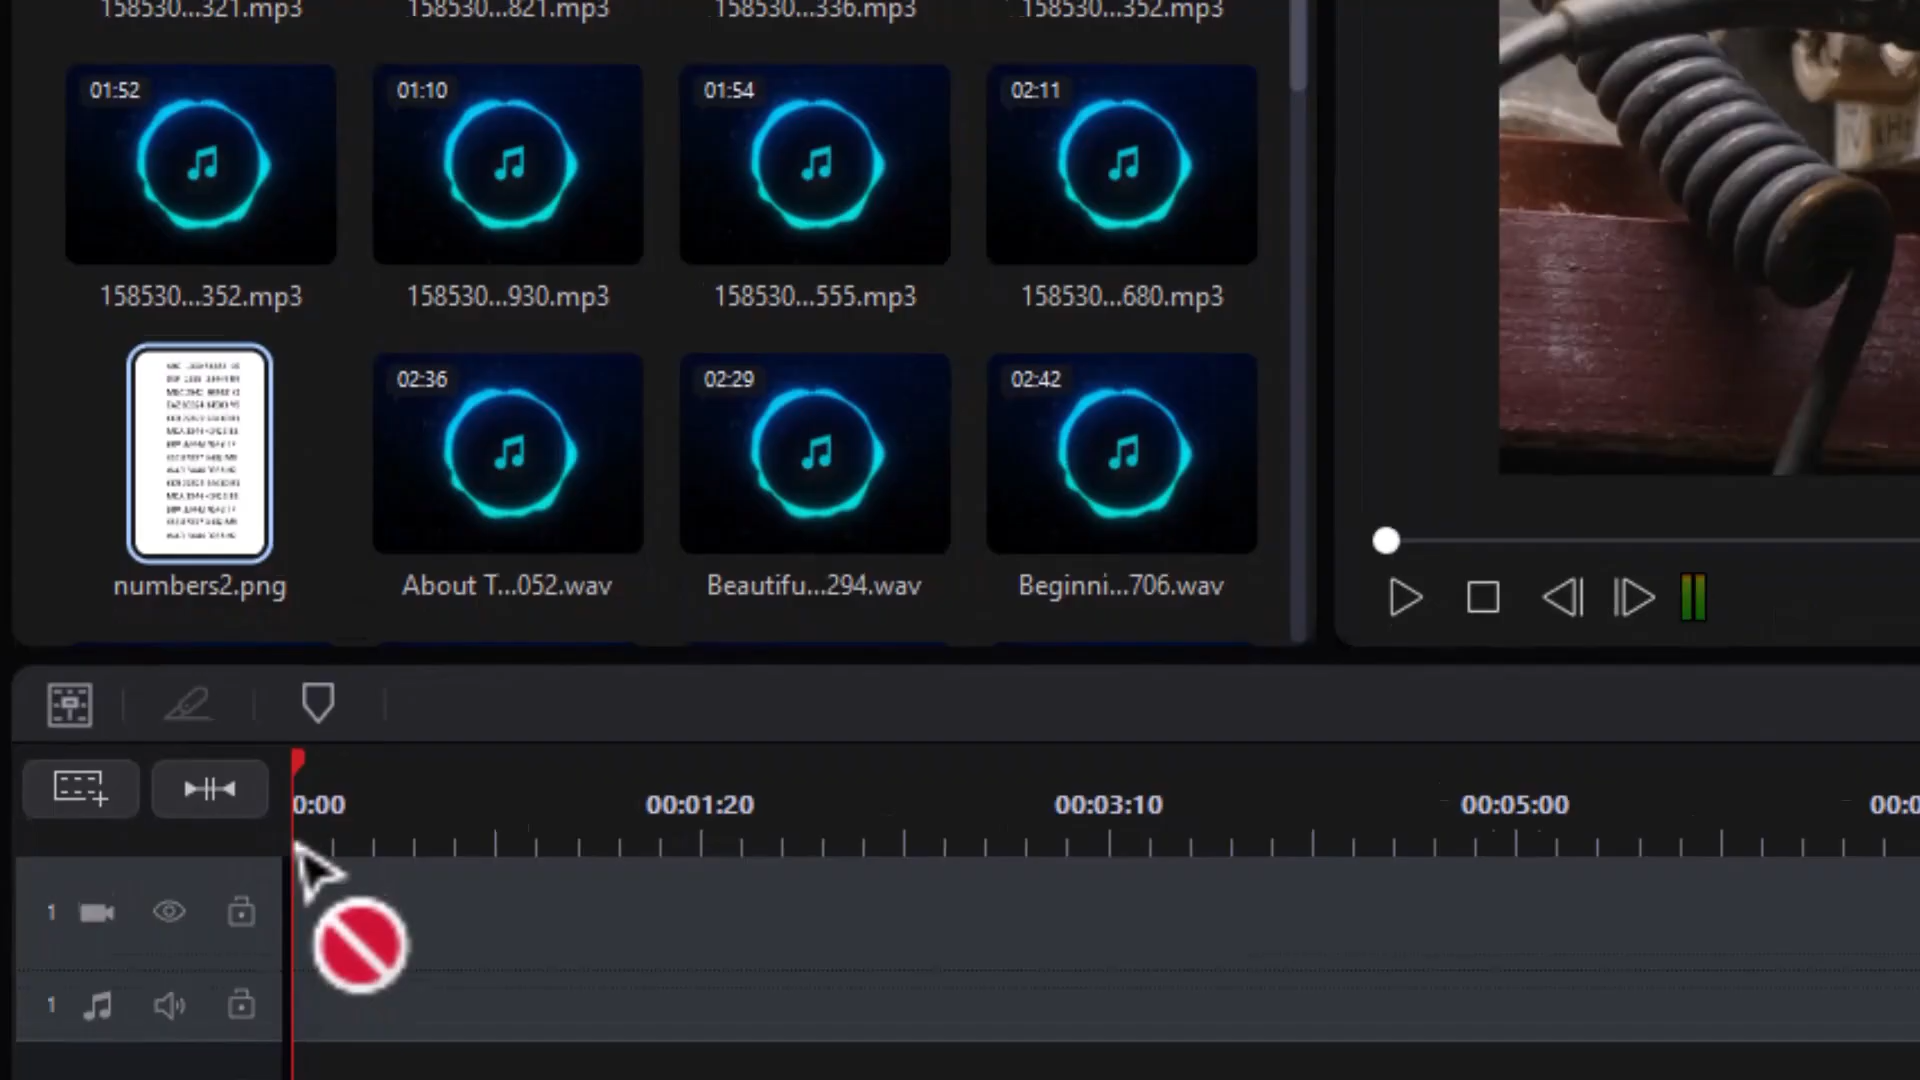 158530...321.mp3
158530...821.mp3
158530...336.mp3
158530...352.mp3
01:52
01:10
01:54
02:11
158530...352.mp3
158530...930.mp3
158530...555.mp3
158530...680.mp3
02:36
02:29
02:42
numbers2.png
About T...052.wav
Beautifu...294.wav
Beginni...706.wav
0:00
00:01:20
00:03:10
00:05:00
00:0
1
1